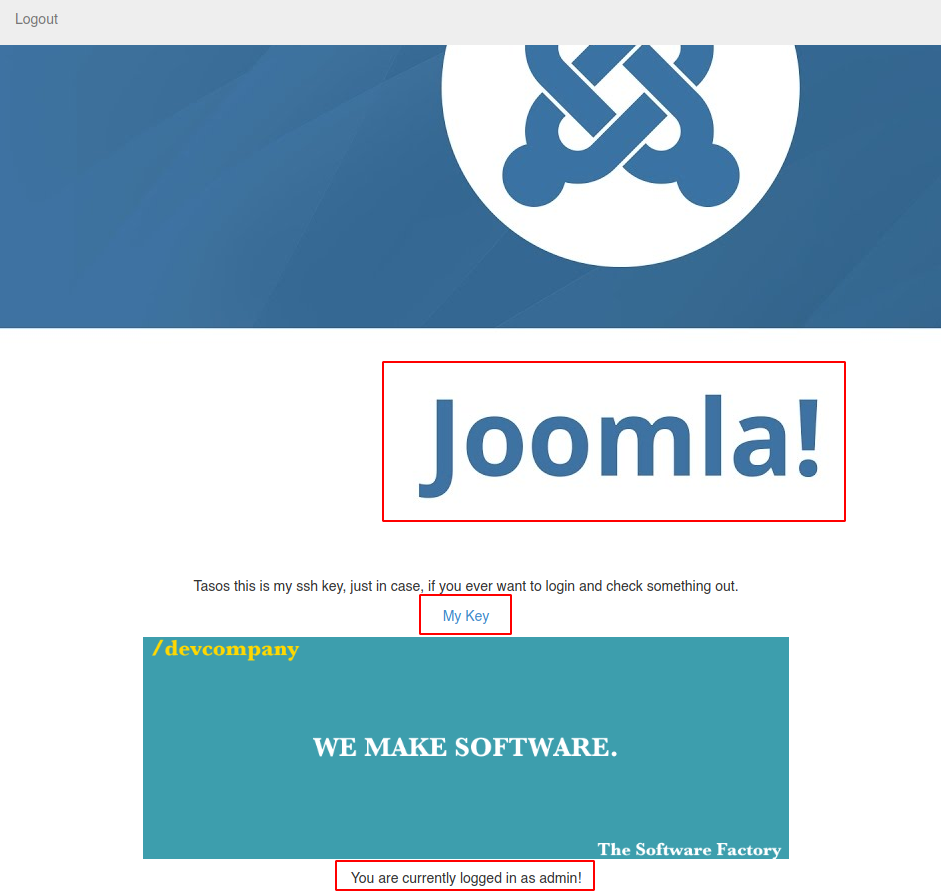 Logout
Joomla!
Tasos this is my ssh key, just in case, if you ever want to login and check something out.
My Key
/devcompany
WE MAKE SOFTWARE.
The Software Factory
You are currently logged in as admin!